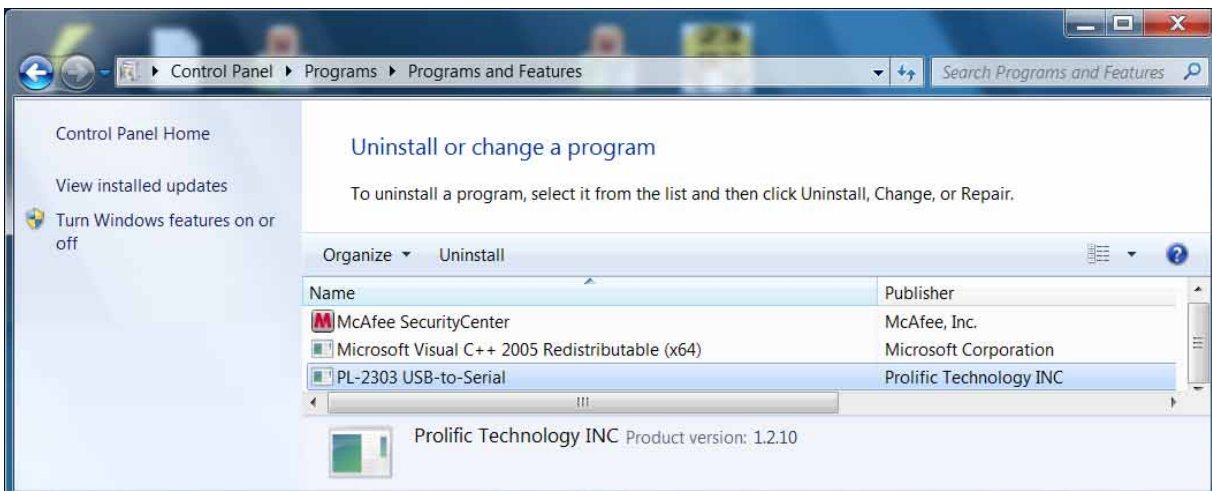 Control Panel Programs Programs and Features Search Programs and Features
Control Panel Home
View installed updates
Turn Windows features on or
off
Uninstall or change a program
To uninstall a program, select it from the list and then click Uninstall, Change, or Repair.
Organize Uninstall
Name Publisher
McAfee SecurityCenter McAfee, Inc.
Microsoft Visual C++ 2005 Redistributable (x64) Microsoft Corporation
PL-2303 USB-to-Serial Prolific Technology INC
Prolific Technology INC Product version: 1.2.10